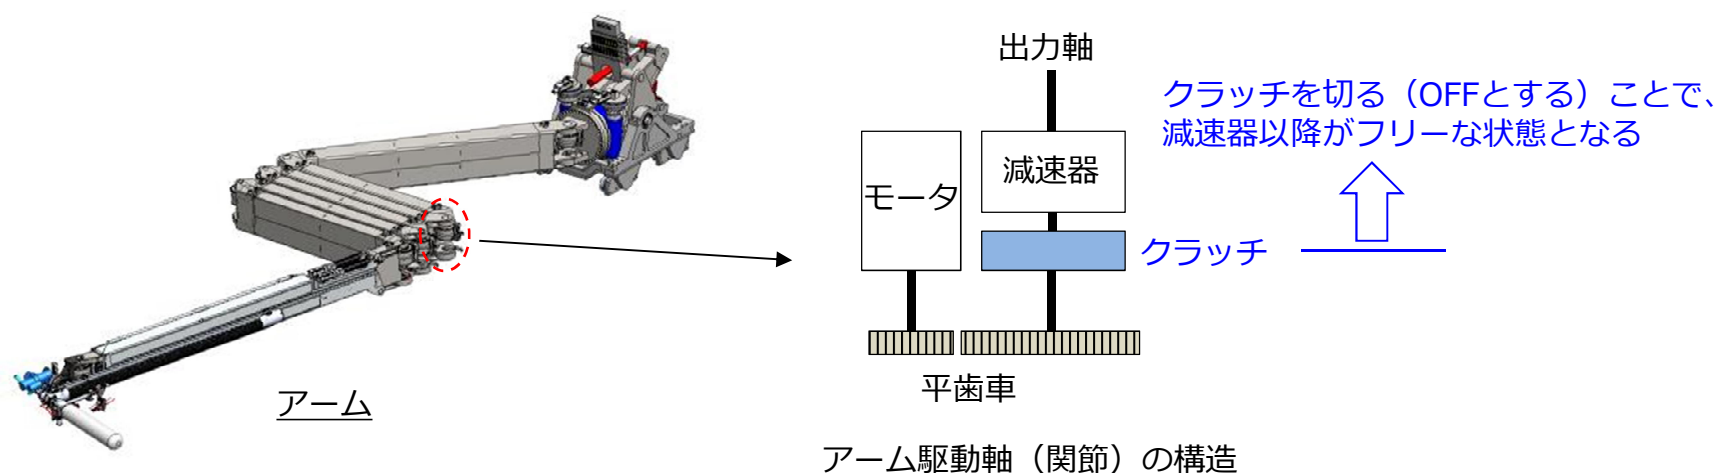 出力軸
クラッチを切る（OFFとする）ことで、
減速器以降がフリーな状態となる
減速器
モータ
クラッチ
平歯車
アーム
アーム駆動軸（関節）の構造